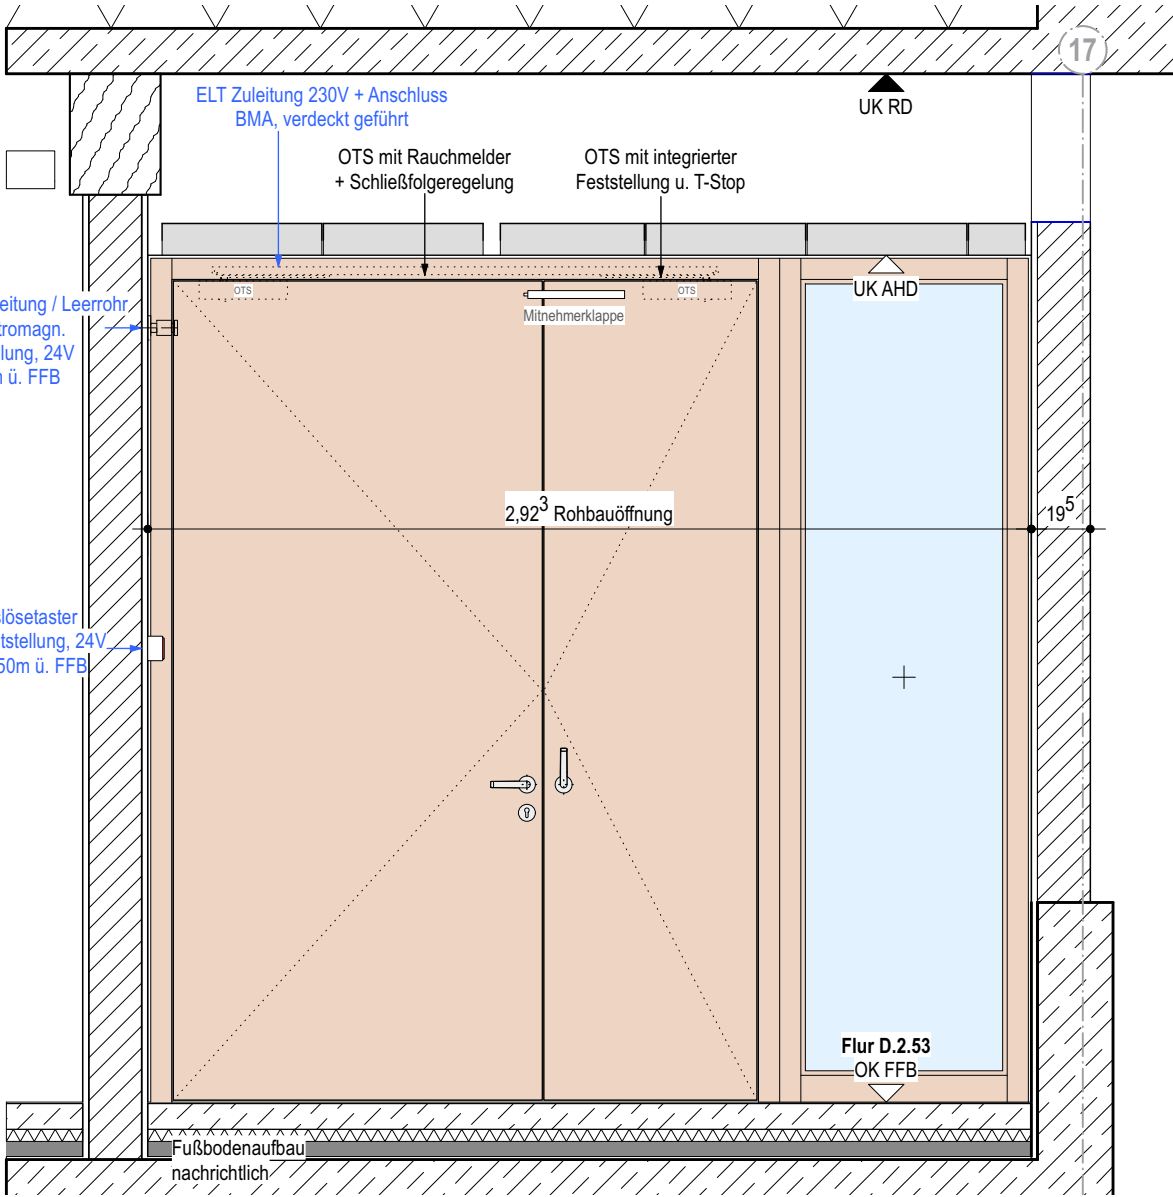 17
UK RD
ELT Zuleitung 230V + Anschluss
BMA, verdeckt geführt
OTS mit Rauchmelder
+ Schließfolgeregelung
OTS mit integrierter
Feststellung u. T-Stop
UK AHD
OTS
OTS
Mitnehmerklappe
eitung / Leerrohr
tromagn.
lung, 24V
ü. FFB
2,92³ Rohbauöffnung
19⁵
lösetaster
tstellung, 24V
50m ü. FFB
Flur D.2.53
OK FFB
Fußbodenaufbau
nachrichtlich